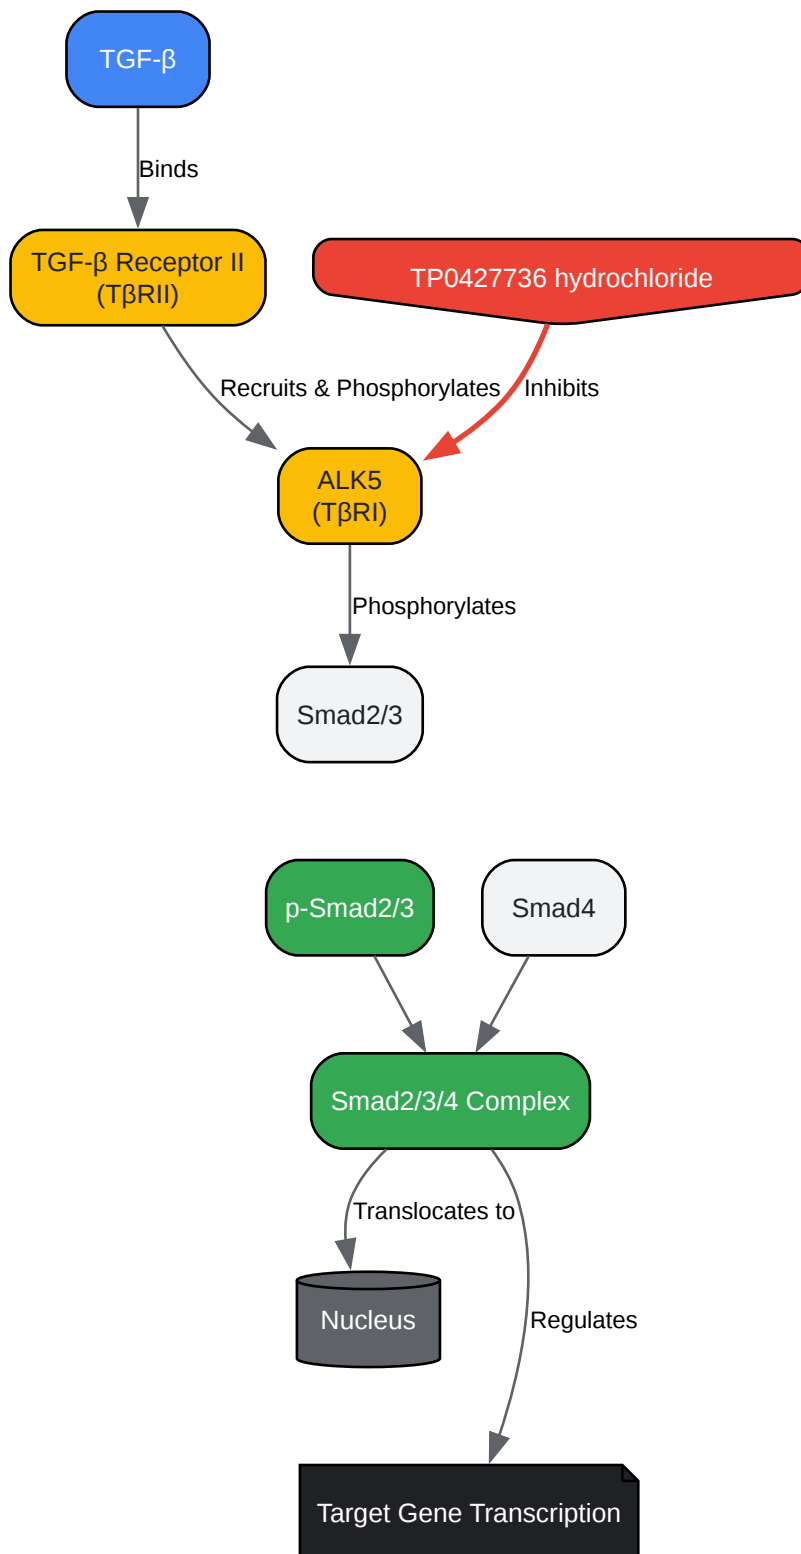 TGF-β
Binds
TGF-β Receptor II
(TβRII)
TP0427736 hydrochloride
Recruits & Phosphorylates
Inhibits
ALK5
(TβRI)
Phosphorylates
Smad2/3
p-Smad2/3
Smad4
Smad2/3/4 Complex
Translocates to
Nucleus
Regulates
Target Gene Transcription